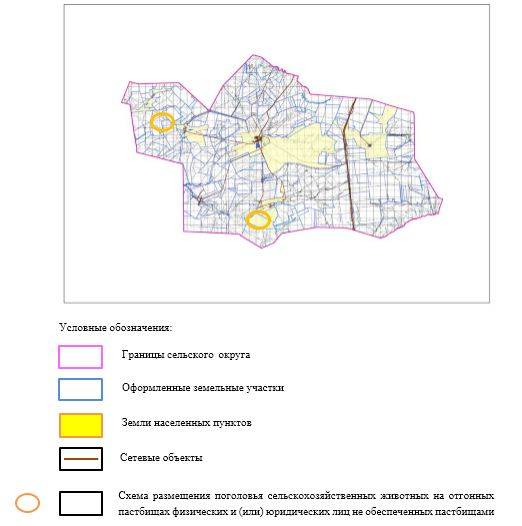 Условные обозначения:
Границы сельского округа
Оформленные земельные участки
Земли населенных пунктов
Сетевые объекты
Схема размещения поголовья сельскохозяйственных животных на отгонных
пастбищах физических и (или) юридических лиц не обеспеченных пастбищами